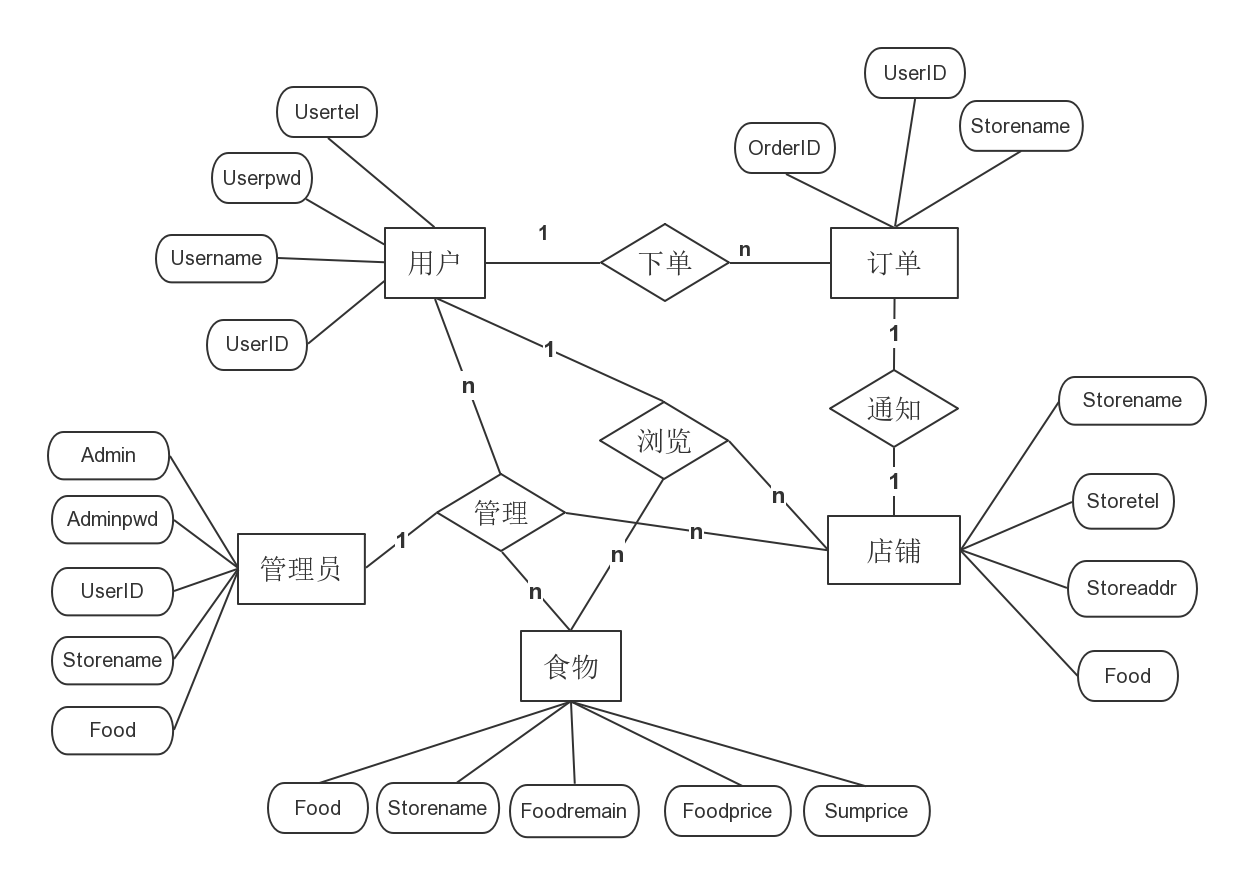 UserID
Usertel
Storename
OrderID
Userpwd
1
n
Username
用户
下单
订单
UserID
1
1
n
Storename
通知
浏览
Admin
1
n
Storetel
Adminpwd
管理
n
1
店铺
n
管理员
UserID
n
Storeaddr
Storename
食物
Food
Food
Food
Storename
Foodremain
Foodprice
Sumprice